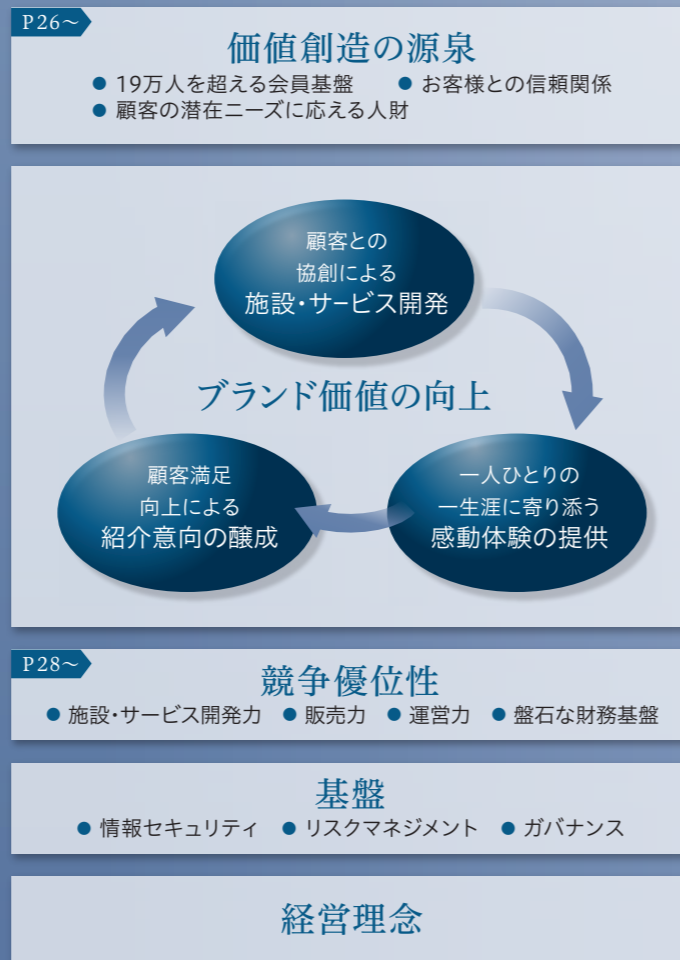 P26～
価値創造の源泉
● 19万人を超える会員基盤 ● お客様との信頼関係
● 顧客の潜在ニーズに応える人財
顧客との
協創による
施設・サービス開発
ブランド価値の向上
顧客満足
向上による
紹介意向の醸成
一人ひとりの
一生涯に寄り添う
感動体験の提供
P28～
競争優位性
● 施設・サービス開発力 ● 販売力 ● 運営力 ● 盤石な財務基盤
基盤
● 情報セキュリティ ● リスクマネジメント ● ガバナンス
経営理念